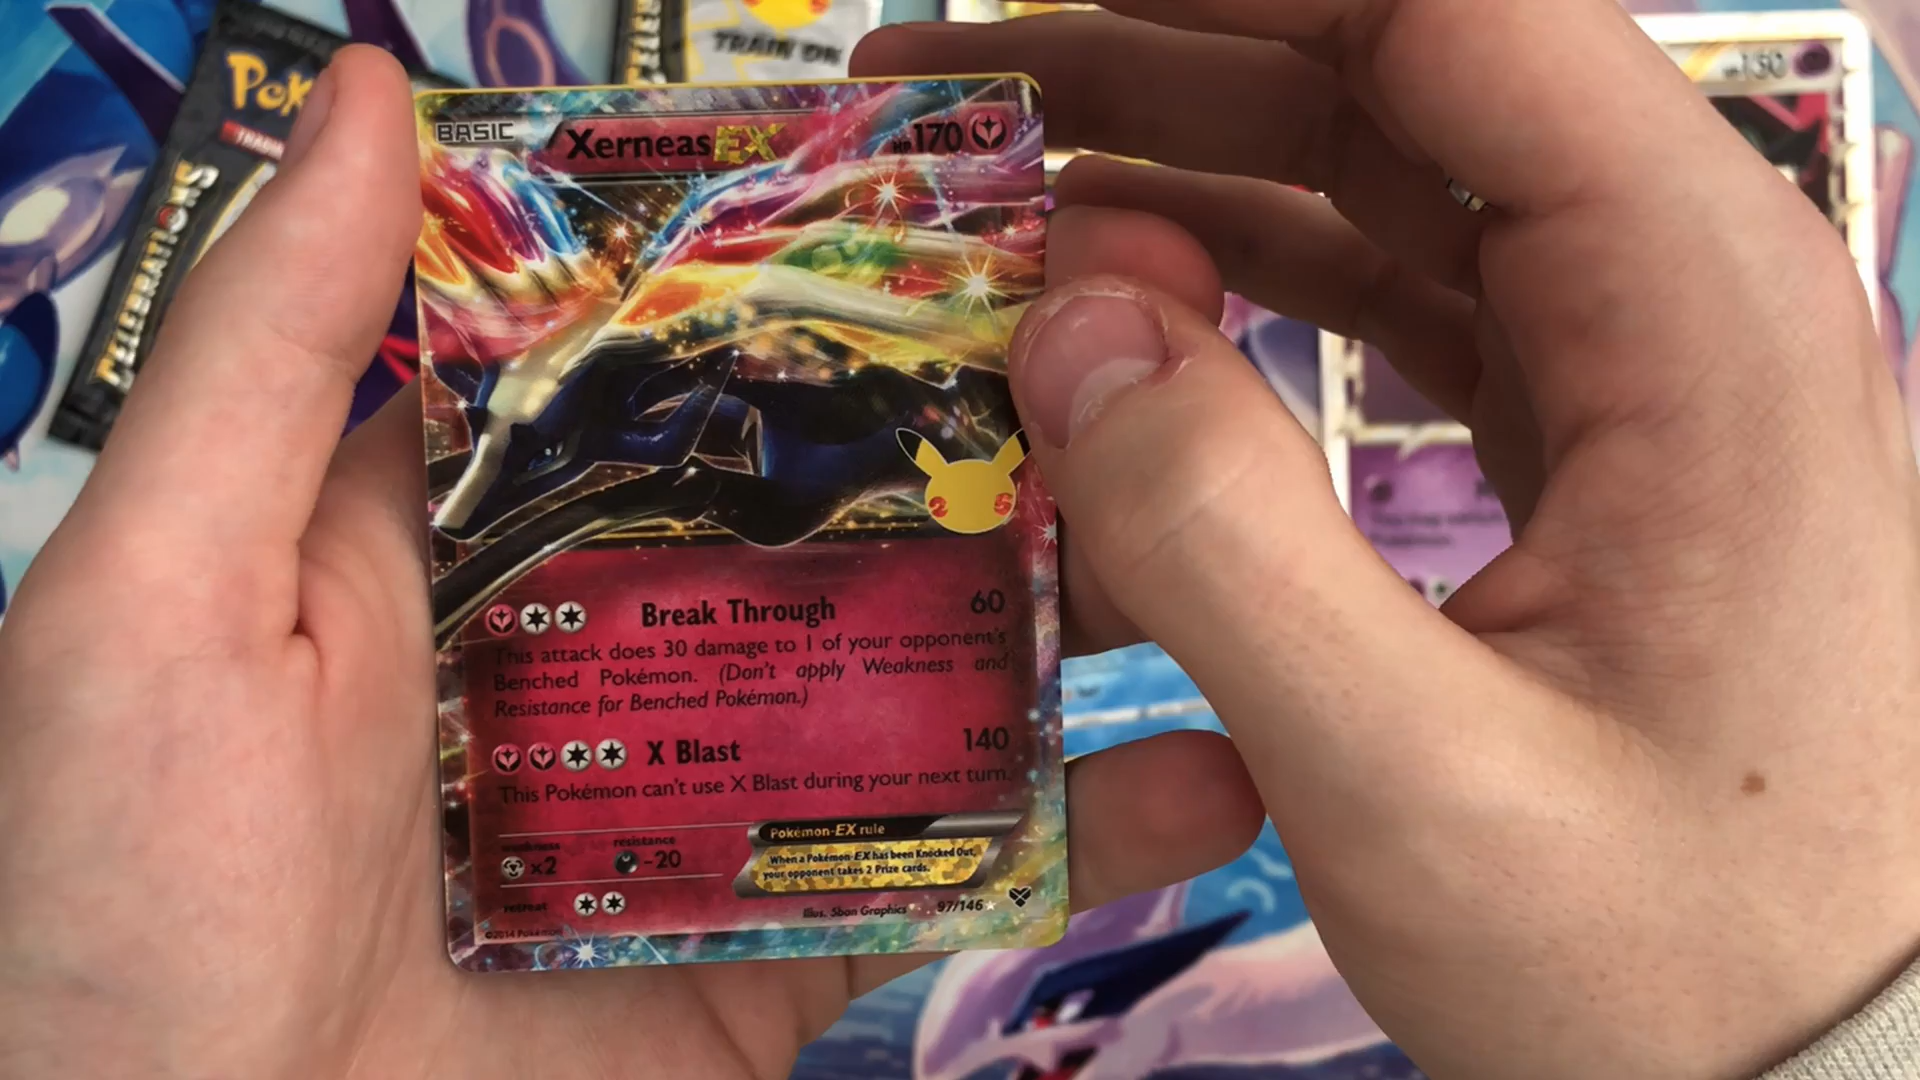 TRAIN ON
Pok
CELEBRATIONS
130
BASIC
Xerneas EX
HP 170
2 5
Break Through 60
This attack does 30 damage to 1 of your opponent's
Benched Pokémon. (Don't apply Weakness and
Resistance for Benched Pokémon.)
X Blast 140
This Pokémon can't use X Blast during your next turn.
weakness resistance
x2 -20
retreat
Pokémon-EX rule
When a Pokémon-EX has been Knocked Out,
your opponent takes 2 Prize cards.
Illus. 5ban Graphics 97/146
©2014 Pokémon